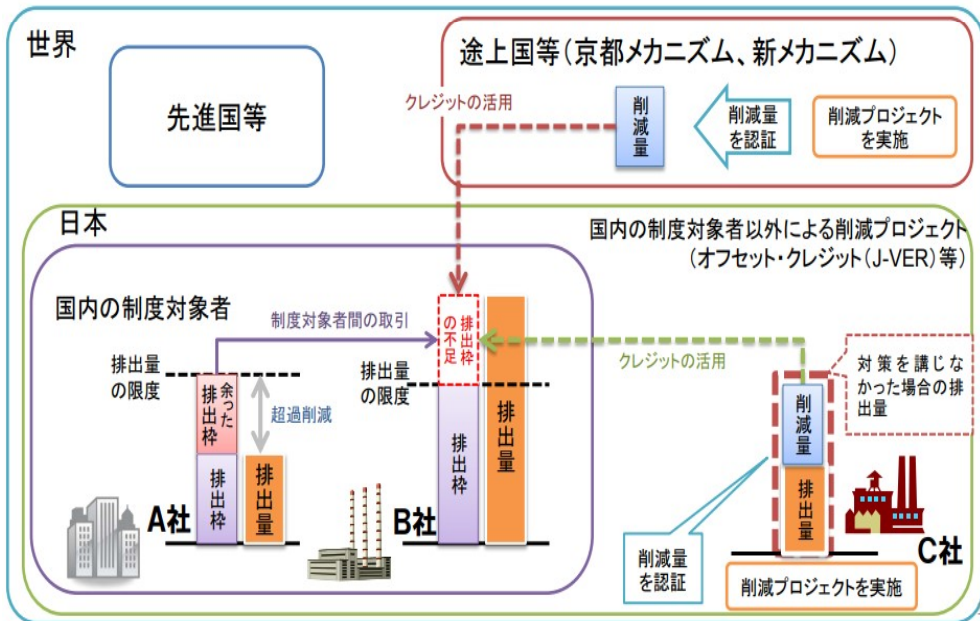 世界
先進国等
途上国等(京都メカニズム、新メカニズム)
クレジットの活用
削減量
削減量
を認証
削減プロジェクト
を実施
日本
国内の制度対象者以外による削減プロジェクト
(オフセット・クレジット(J-VER)等)
国内の制度対象者
制度対象者間の取引
排出枠
の不足
排出量
の限度
余った
排出枠
超過削減
排出枠
排出量
A社
排出量
の限度
排出枠
排出量
B社
クレジットの活用
対策を講じな
かった場合の排
出量
削減量
排出量
C社
削減量
を認証
削減プロジェクトを実施